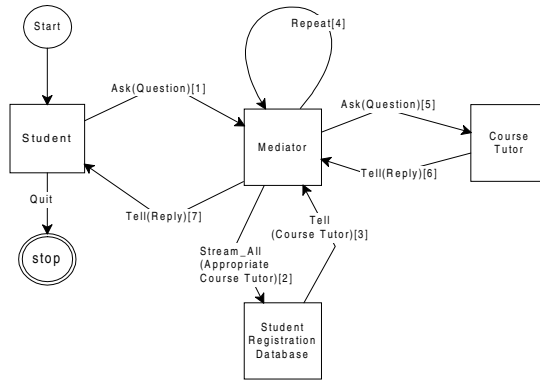 Start
Repeat[4]
Ask(Question)[1]
Ask(Question)[5]
Student
Mediator
Course
Tutor
Tell(Reply)[6]
Quit
Tell(Reply)[7]
Tell
(Course Tutor)[3]
Stream_All
(Appropriate
Course Tutor)[2]
stop
Student
Registration
Database